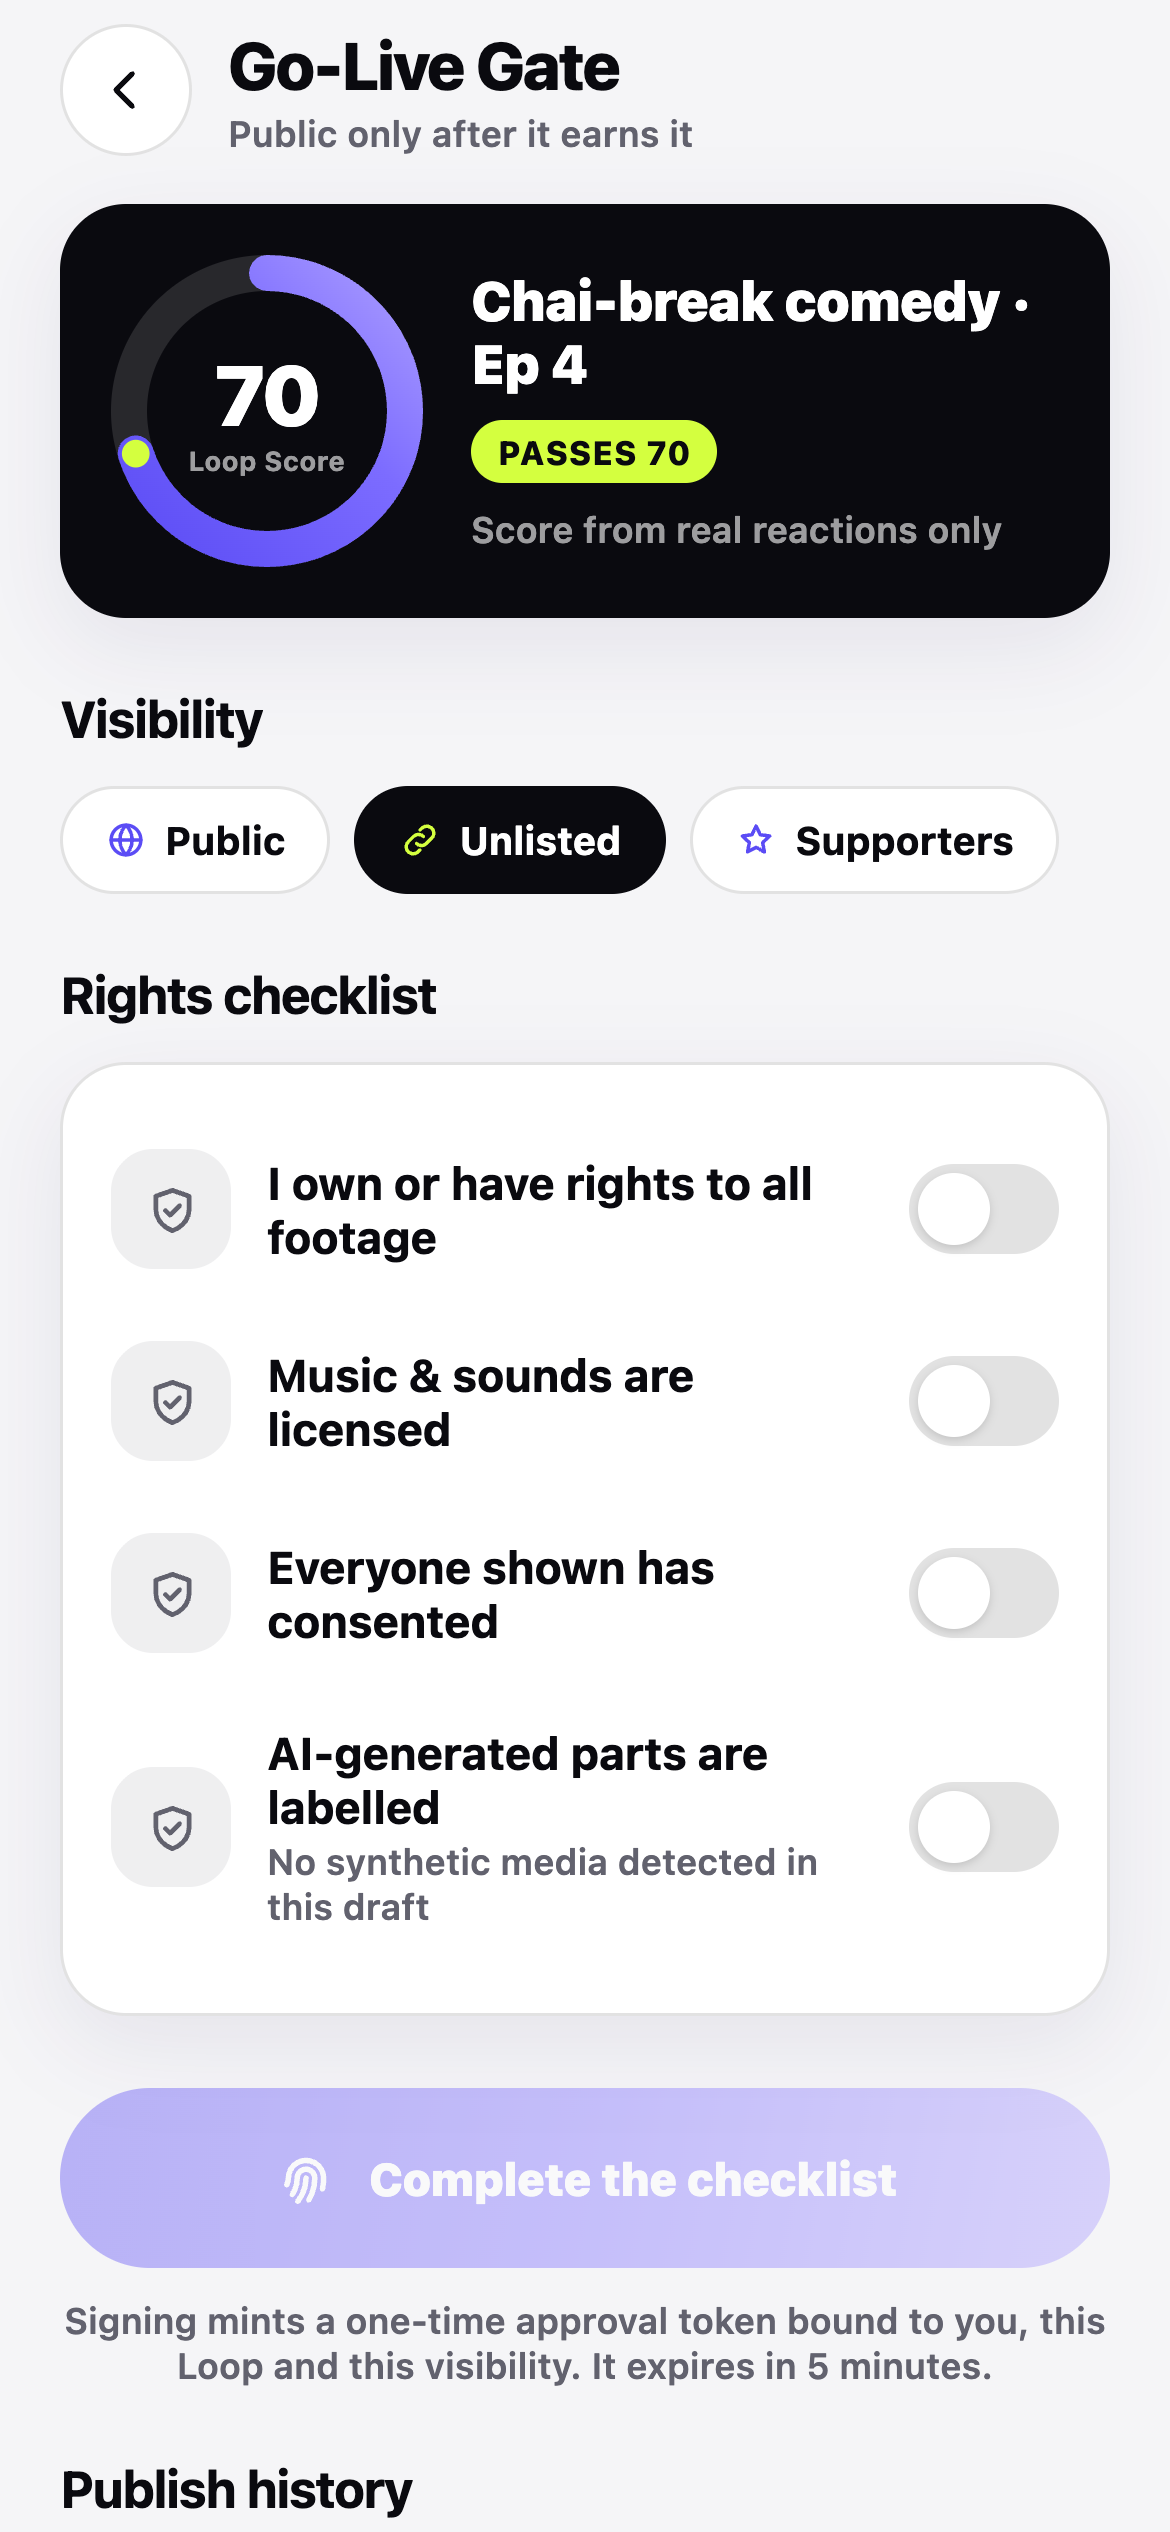 Go-Live Gate
Public only after it earns it
70
Loop Score
Chai-break comedy ·
Ep 4
PASSES 70
Score from real reactions only
Visibility
Public
Unlisted
Supporters
Rights checklist
I own or have rights to all
footage
Music & sounds are
licensed
Everyone shown has
consented
AI-generated parts are
labelled
No synthetic media detected in
this draft
Complete the checklist
Signing mints a one-time approval token bound to you, this
Loop and this visibility. It expires in 5 minutes.
Publish history